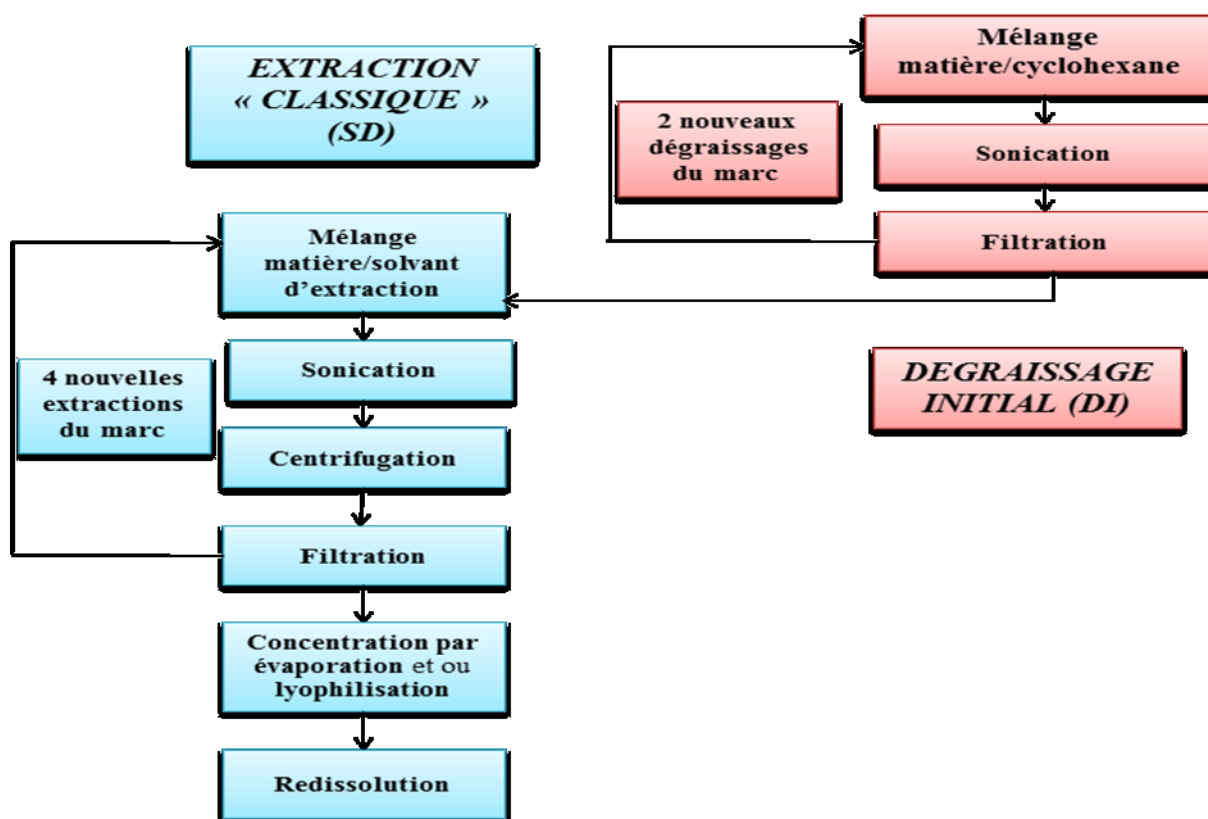 EXTRACTION
« CLASSIQUE »
(SD)
Mélange
matière/solvant
d’extraction
Sonication
4 nouvelles
extractions
du marc
Centrifugation
Filtration
Concentration par
évaporation et ou
lyophilisation
Redissolution
Mélange
matière/cyclohexane
2 nouveaux
dégraissages
du marc
Sonication
Filtration
DEGRAISSAGE
INITIAL (DI)